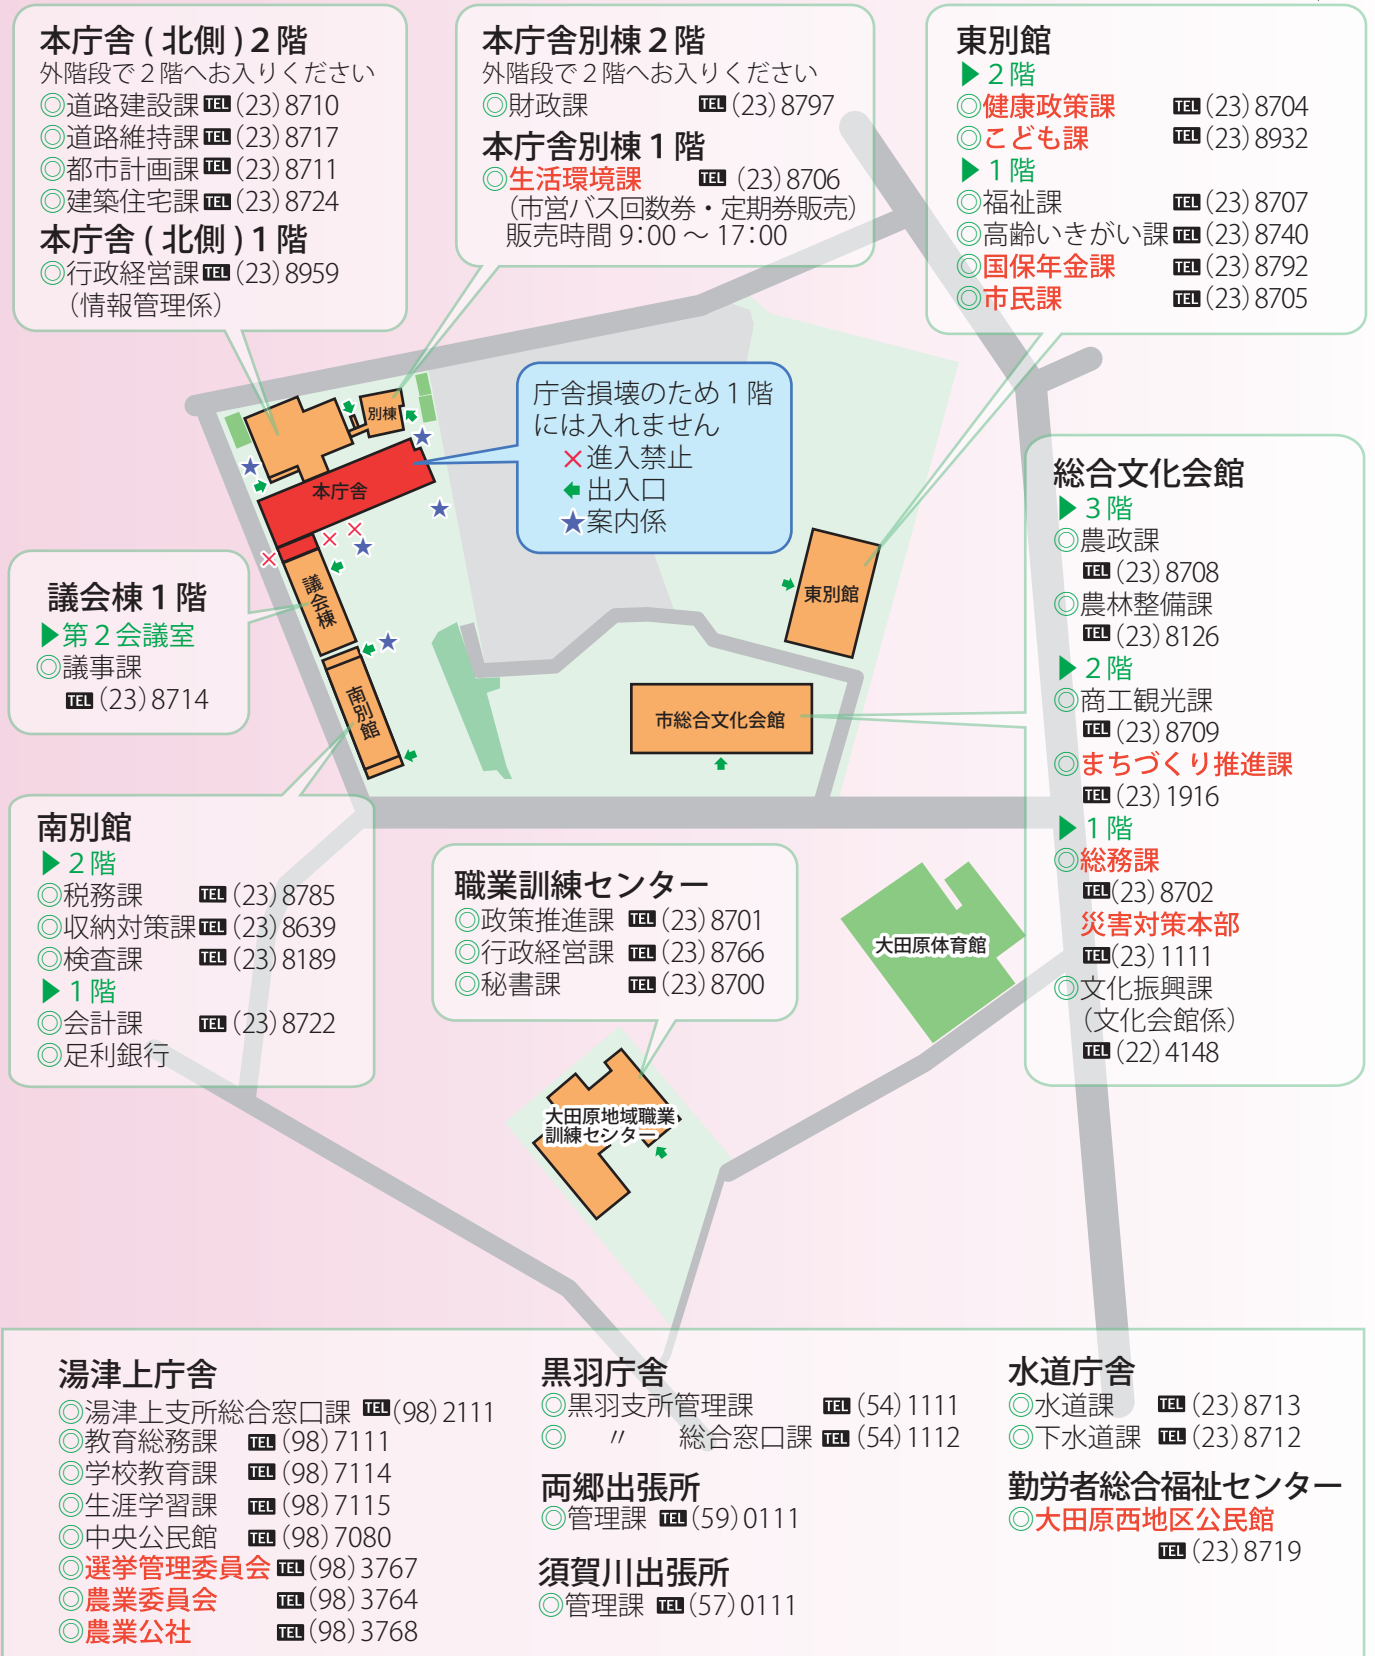 本庁舎 ( 北側 ) 2 階
外階段で２階へお入りください
◎道路建設課 TEL (23) 8710
◎道路維持課 TEL (23) 8717
◎都市計画課 TEL (23) 8711
◎建築住宅課 TEL (23) 8724
本庁舎 ( 北側 ) 1 階
◎行政経営課 TEL (23) 8959
（情報管理係）
本庁舎別棟 2 階
外階段で２階へお入りください
◎財政課 TEL (23) 8797
本庁舎別棟 1 階
◎生活環境課 TEL (23) 8706
（市営バス回数券・定期券販売）
販売時間 9:00 ～ 17:00
東別館
▶２階
◎健康政策課 TEL (23) 8704
◎こども課 TEL (23) 8932
▶１階
◎福祉課 TEL (23) 8707
◎高齢いきがい課 TEL (23) 8740
◎国保年金課 TEL (23) 8792
◎市民課 TEL (23) 8705
庁舎損壊のため１階
には入れません
×進入禁止
出入口
★案内係
別棟
本庁舎
議会棟
南別館
東別館
市総合文化会館
議会棟 1 階
▶第２会議室
◎議事課
TEL (23) 8714
総合文化会館
▶３階
◎農政課
TEL (23) 8708
◎農林整備課
TEL (23) 8126
▶２階
◎商工観光課
TEL (23) 8709
◎まちづくり推進課
TEL (23) 1916
▶１階
◎総務課
TEL (23) 8702
災害対策本部
TEL (23) 1111
◎文化振興課
（文化会館係）
TEL (22) 4148
南別館
▶２階
◎税務課 TEL (23) 8785
◎収納対策課 TEL (23) 8639
◎検査課 TEL (23) 8189
▶１階
◎会計課 TEL (23) 8722
◎足利銀行
職業訓練センター
◎政策推進課 TEL (23) 8701
◎行政経営課 TEL (23) 8766
◎秘書課 TEL (23) 8700
大田原体育館
大田原地域職業
訓練センター
湯津上庁舎
◎湯津上支所総合窓口課 TEL (98) 2111
◎教育総務課 TEL (98) 7111
◎学校教育課 TEL (98) 7114
◎生涯学習課 TEL (98) 7115
◎中央公民館 TEL (98) 7080
◎選挙管理委員会 TEL (98) 3767
◎農業委員会 TEL (98) 3764
◎農業公社 TEL (98) 3768
黒羽庁舎
◎黒羽支所管理課 TEL (54) 1111
◎ 〃 総合窓口課 TEL (54) 1112
両郷出張所
◎管理課 TEL (59) 0111
須賀川出張所
◎管理課 TEL (57) 0111
水道庁舎
◎水道課 TEL (23) 8713
◎下水道課 TEL (23) 8712
勤労者総合福祉センター
◎大田原西地区公民館
TEL (23) 8719